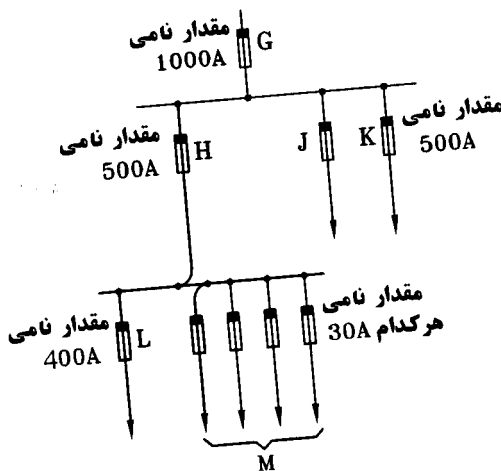 مقدار نامی
1000A
G
مقدار نامی
500A
H
J
K
مقدار نامی
500A
مقدار نامی
400A
L
مقدار نامی
هرکدام 30A
M